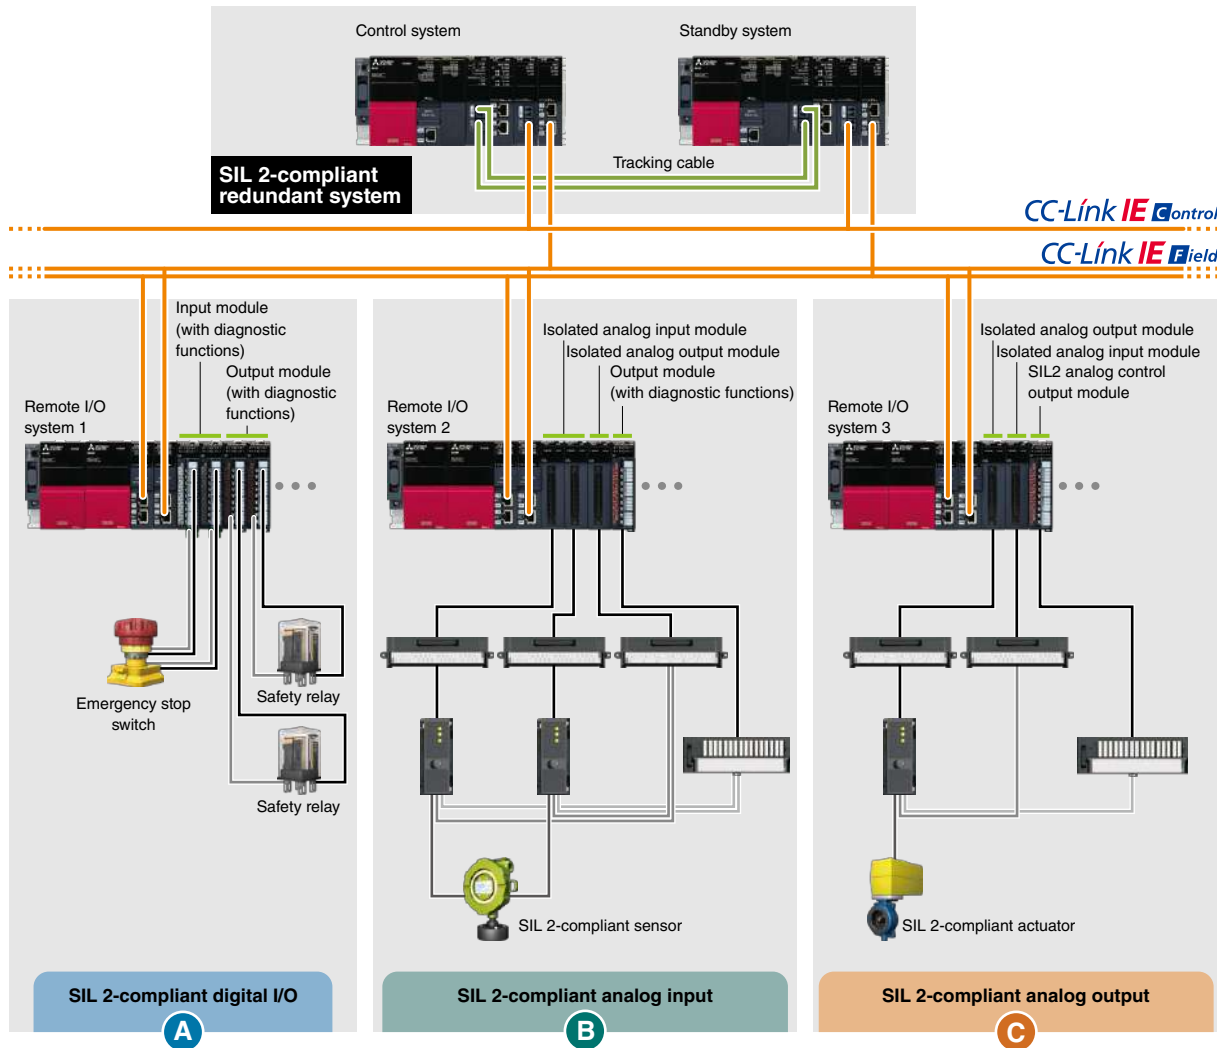 Control system
Standby system
Tracking cable
SIL 2-compliant
redundant system
CC-Link IE Control
CC-Link IE Field
Input module
(with diagnostic
functions)
Output module
(with diagnostic
functions)
Remote I/O
system 1
Emergency stop
switch
Safety relay
Safety relay
SIL 2-compliant digital I/O
A
Isolated analog input module
Isolated analog output module
Output module
(with diagnostic functions)
Remote I/O
system 2
SIL 2-compliant sensor
SIL 2-compliant analog input
B
Isolated analog output module
Isolated analog input module
SIL2 analog control
output module
Remote I/O
system 3
SIL 2-compliant actuator
SIL 2-compliant analog output
C